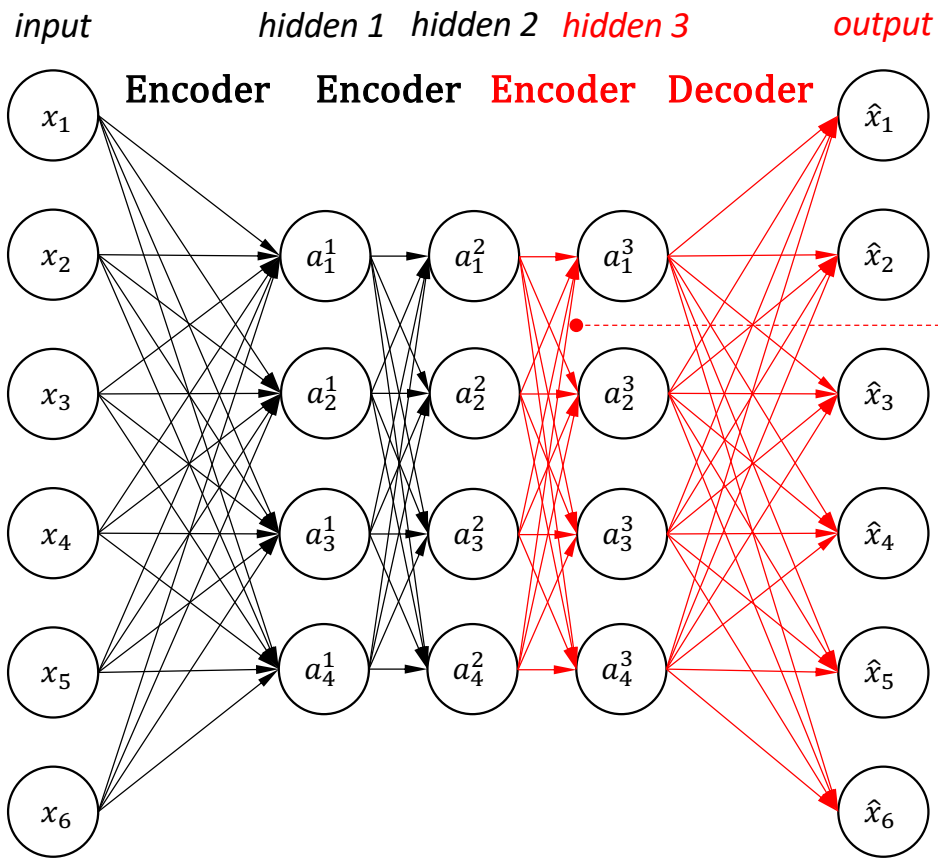 input hidden 1 hidden 2 hidden 3 output
Encoder Encoder Encoder Decoder
x₁ x̂₁
x₂ a₁¹ a₁² a₁³ x̂₂
x₃ a₂¹ a₂² a₂³ x̂₃
x₄ a₃¹ a₃² a₃³ x̂₄
x₅ a₄¹ a₄² a₄³ x̂₅
x₆ x̂₆